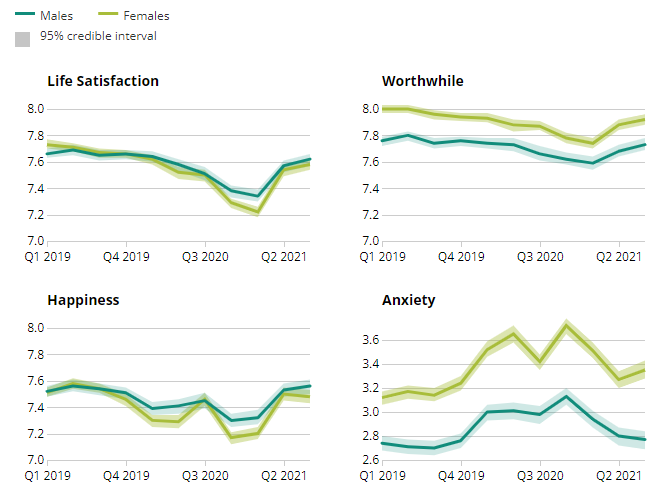 Males Females
95% credible interval
Life Satisfaction
8.0
7.8
7.6
7.4
7.2
7.0
Q1 2019 Q4 2019 Q3 2020 Q2 2021
Worthwhile
8.0
7.8
7.6
7.4
7.2
7.0
Q1 2019 Q4 2019 Q3 2020 Q2 2021
Happiness
8.0
7.8
7.6
7.4
7.2
7.0
Q1 2019 Q4 2019 Q3 2020 Q2 2021
Anxiety
3.6
3.4
3.2
3.0
2.8
2.6
Q1 2019 Q4 2019 Q3 2020 Q2 2021